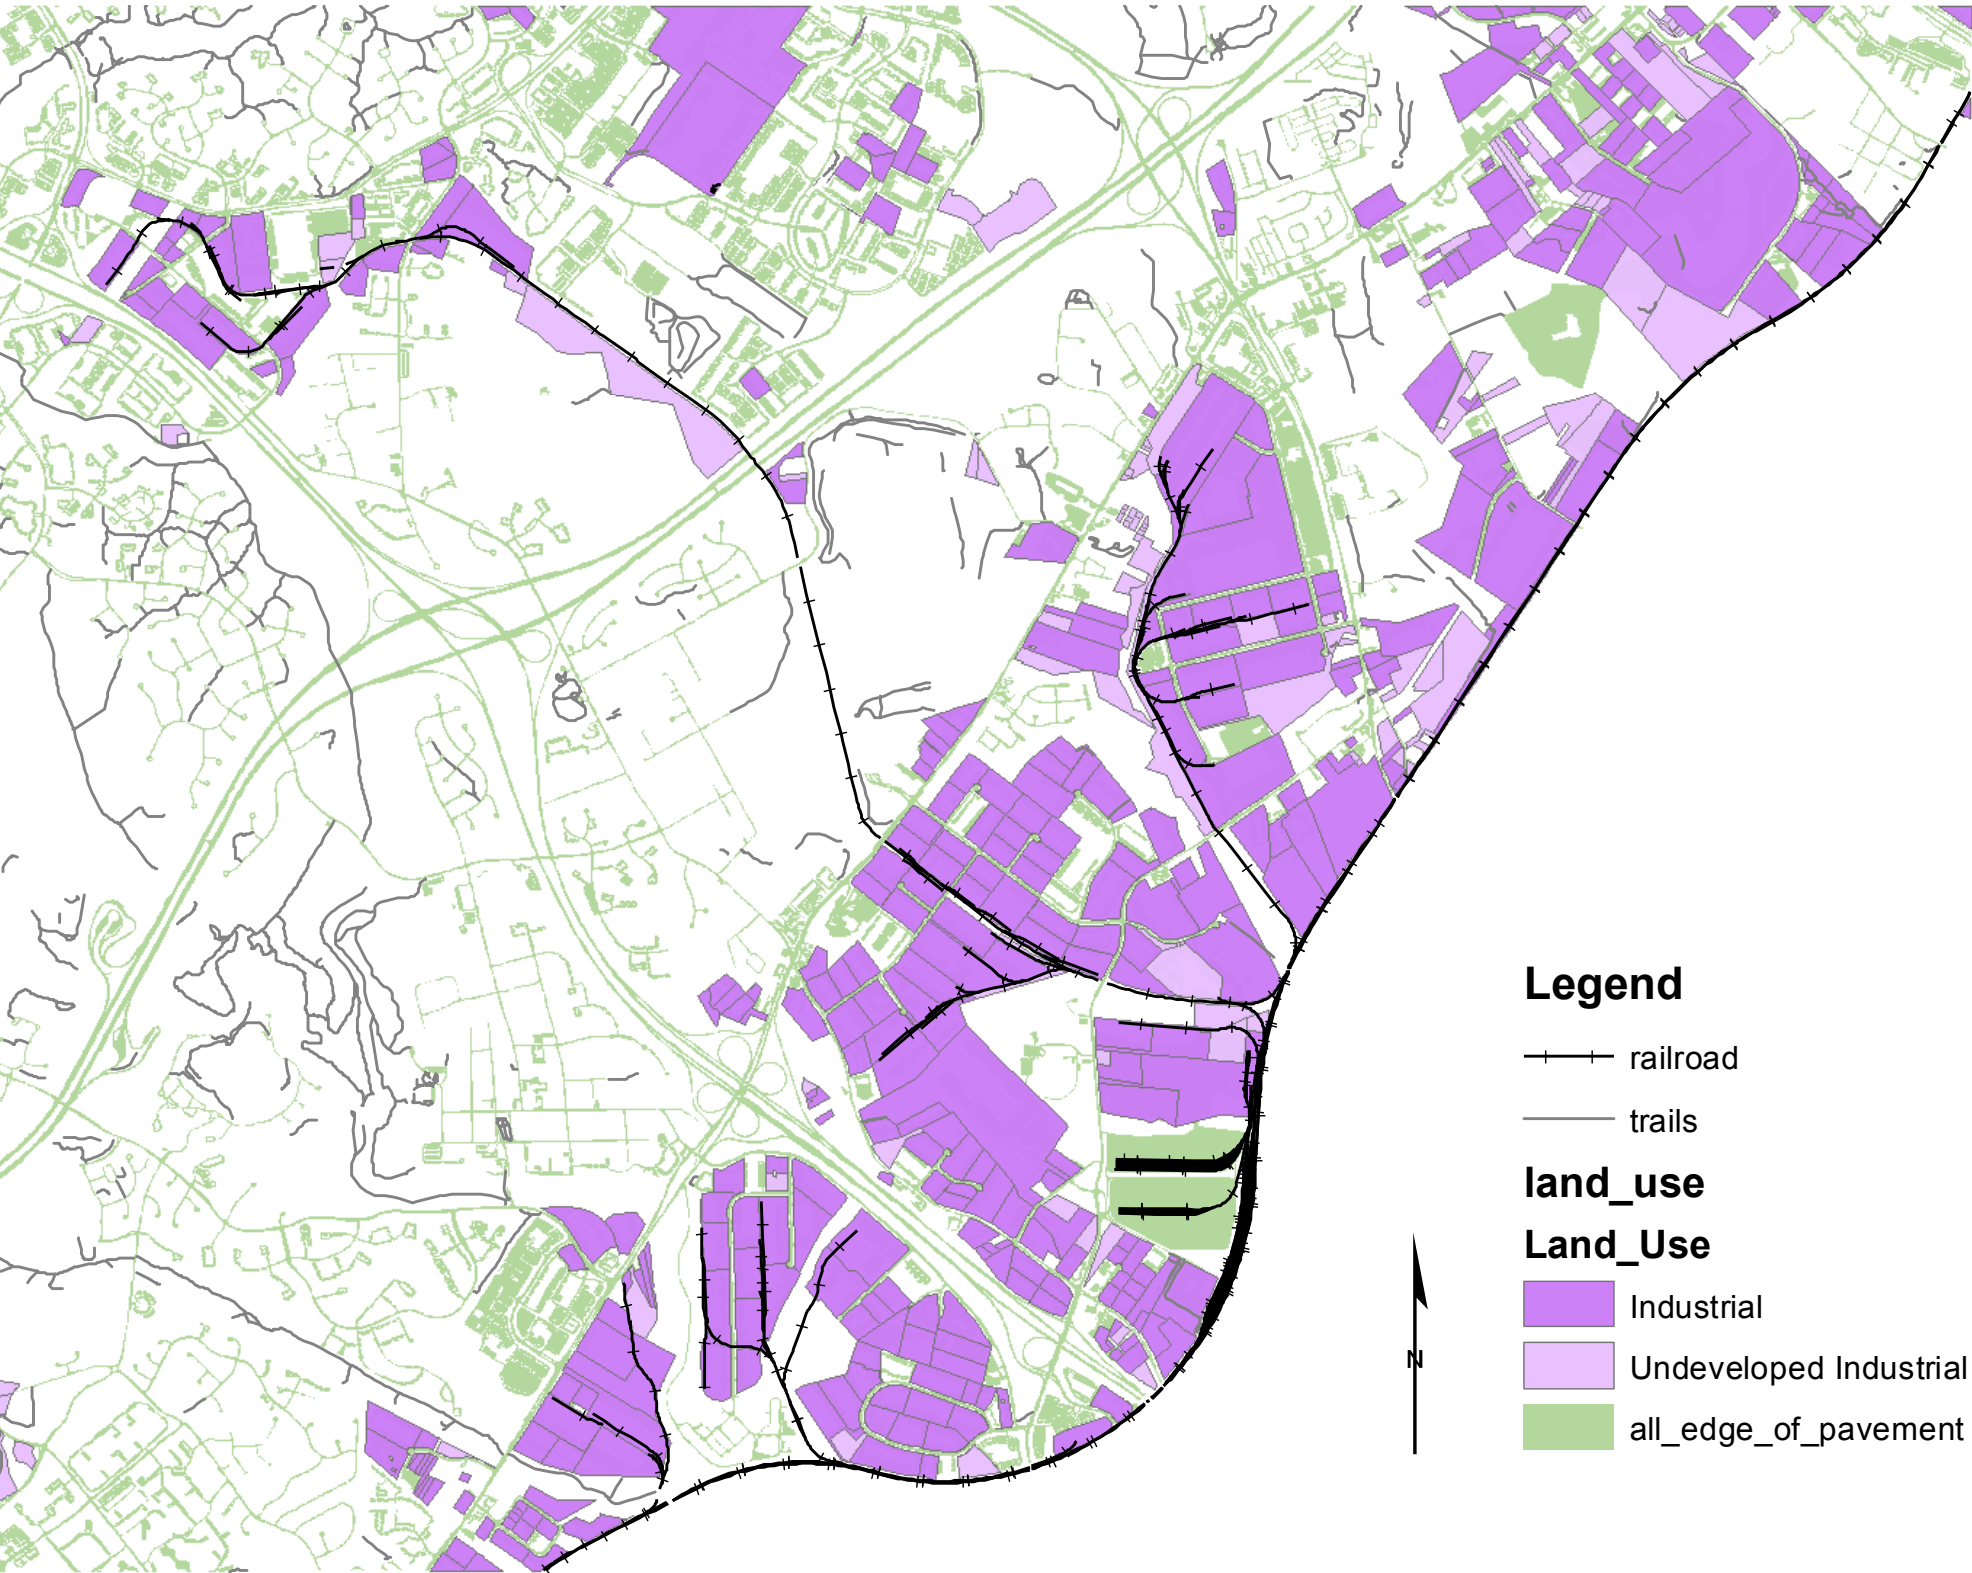 Legend
railroad
trails
land_use
Land_Use
Industrial
Undeveloped Industrial
all_edge_of_pavement
N